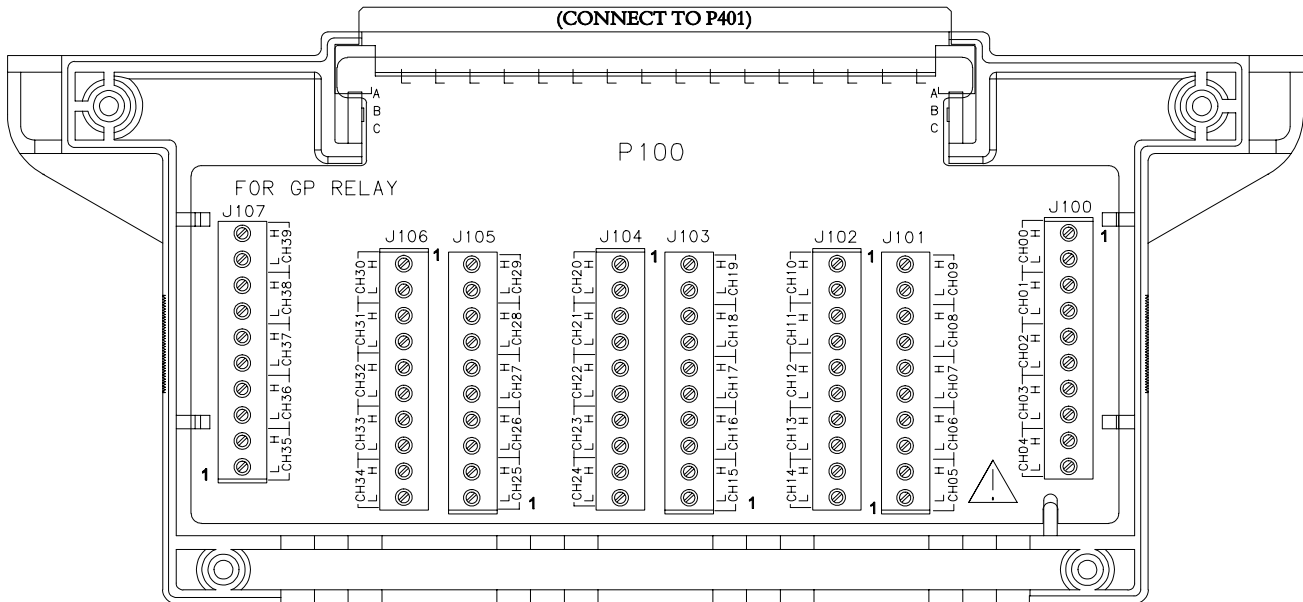 (CONNECT TO P401)
A
B
C
A
B
C
P100
FOR GP RELAY
J107
H
L
CH39
H
L
CH38
H
L
CH37
H
L
CH36
H
L
CH35
1
J106
1
CH30
H
L
CH31
H
L
CH32
H
L
CH33
H
L
CH34
H
L
J105
H
L
CH29
H
L
CH28
H
L
CH27
H
L
CH26
H
L
CH25
1
J104
1
CH20
H
L
CH21
H
L
CH22
H
L
CH23
H
L
CH24
H
L
J103
H
L
CH19
H
L
CH18
H
L
CH17
H
L
CH16
H
L
CH15
1
J102
1
CH10
H
L
CH11
H
L
CH12
H
L
CH13
H
L
CH14
H
L
J101
H
L
CH09
H
L
CH08
H
L
CH07
H
L
CH06
H
L
CH05
1
J100
1
CH00
H
L
CH01
H
L
CH02
H
L
CH03
H
L
CH04
H
L